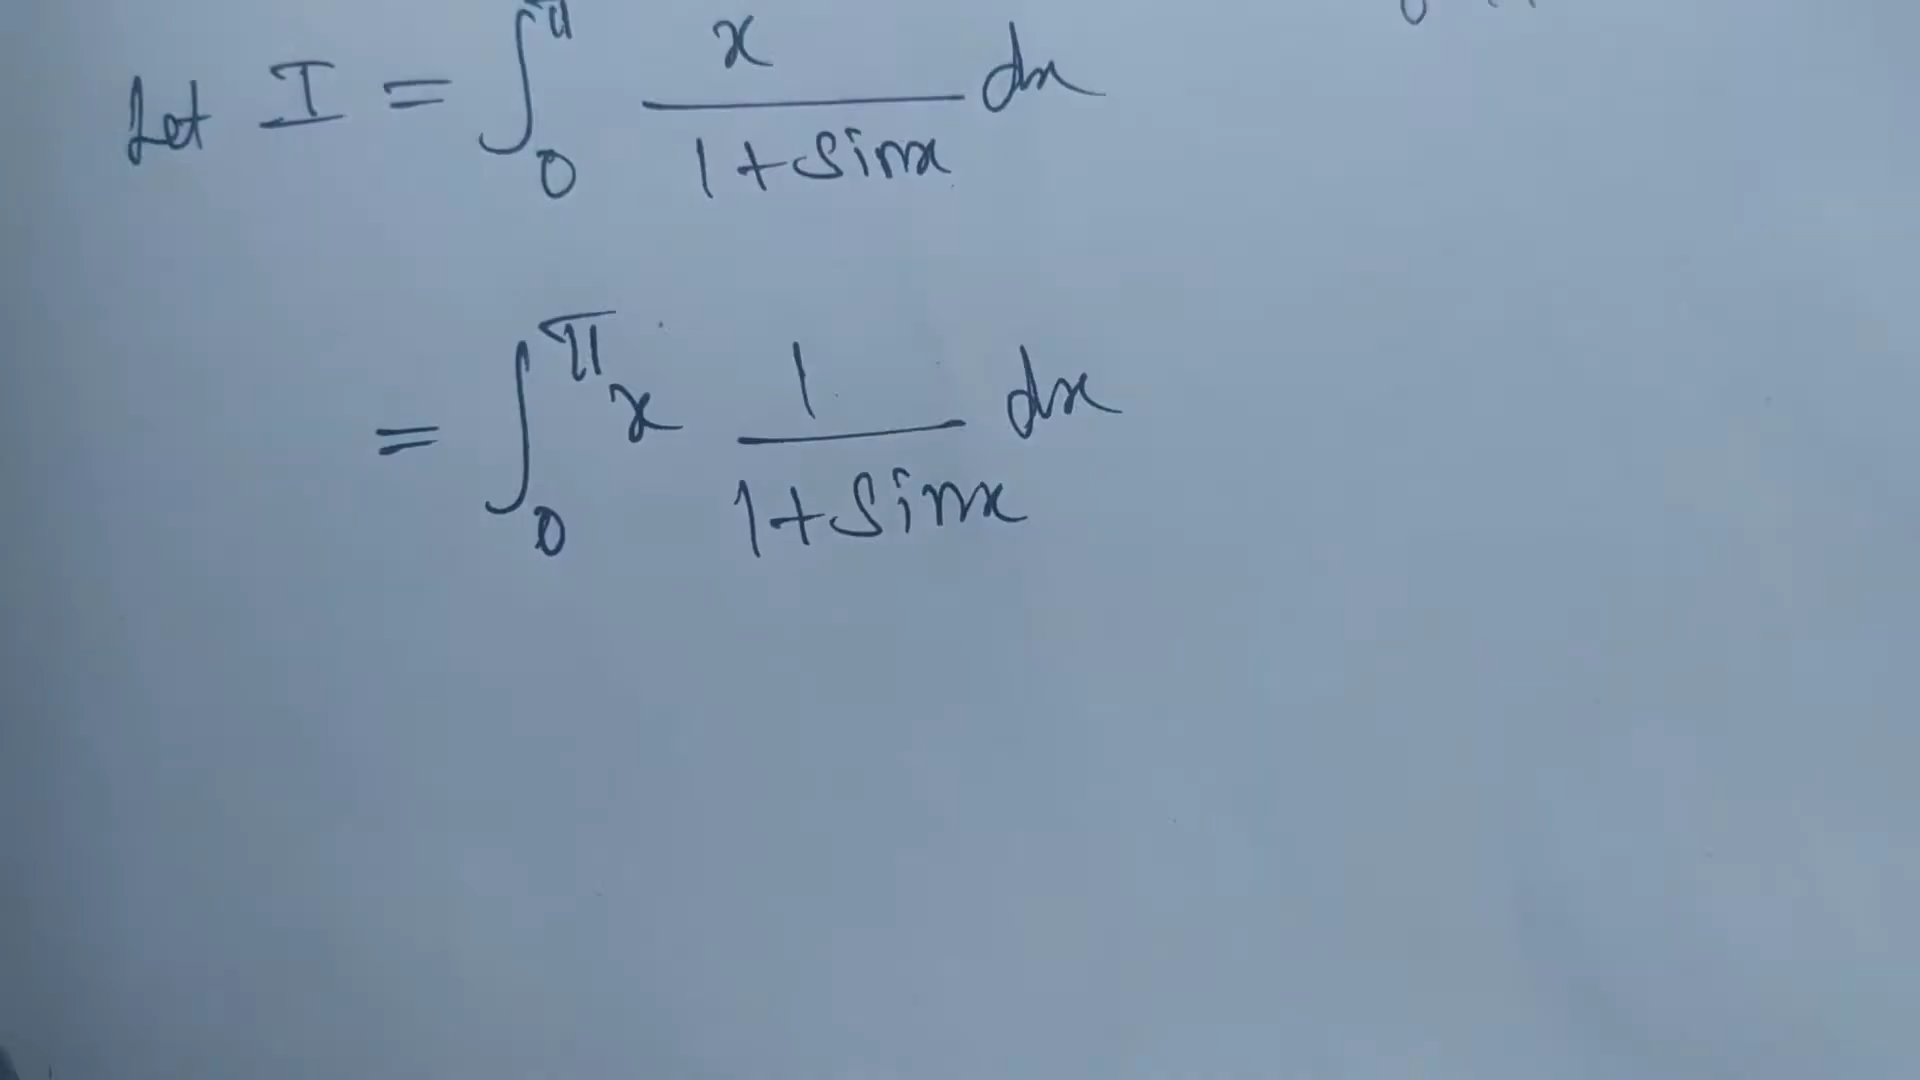 Let I = ∫₀^π x / (1 + sinx) dx
= ∫₀^π x 1 / (1 + sinx) dx